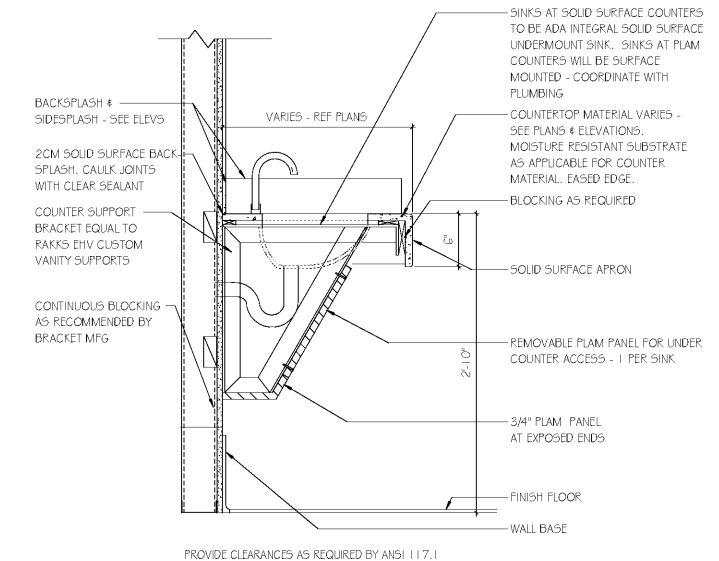 SINKS AT SOLID SURFACE COUNTERS
TO BE ADA INTEGRAL SOLID SURFACE
UNDERMOUNT SINK. SINKS AT PLAM
COUNTERS WILL BE SURFACE
MOUNTED - COORDINATE WITH
PLUMBING
BACKSPLASH &
SIDESPLASH - SEE ELEVS
VARIES - REF PLANS
COUNTERTOP MATERIAL VARIES -
SEE PLANS & ELEVATIONS.
MOISTURE RESISTANT SUBSTRATE
AS APPLICABLE FOR COUNTER
MATERIAL. EASED EDGE.
2CM SOLID SURFACE BACK
SPLASH. CAULK JOINTS
WITH CLEAR SEALANT
BLOCKING AS REQUIRED
COUNTER SUPPORT
BRACKET EQUAL TO
RAKKS EHV CUSTOM
VANITY SUPPORTS
6"
SOLID SURFACE APRON
CONTINUOUS BLOCKING
AS RECOMMENDED BY
BRACKET MFG
REMOVABLE PLAM PANEL FOR UNDER
COUNTER ACCESS - 1 PER SINK
2'-10"
3/4" PLAM PANEL
AT EXPOSED ENDS
FINISH FLOOR
WALL BASE
PROVIDE CLEARANCES AS REQUIRED BY ANSI 117.1